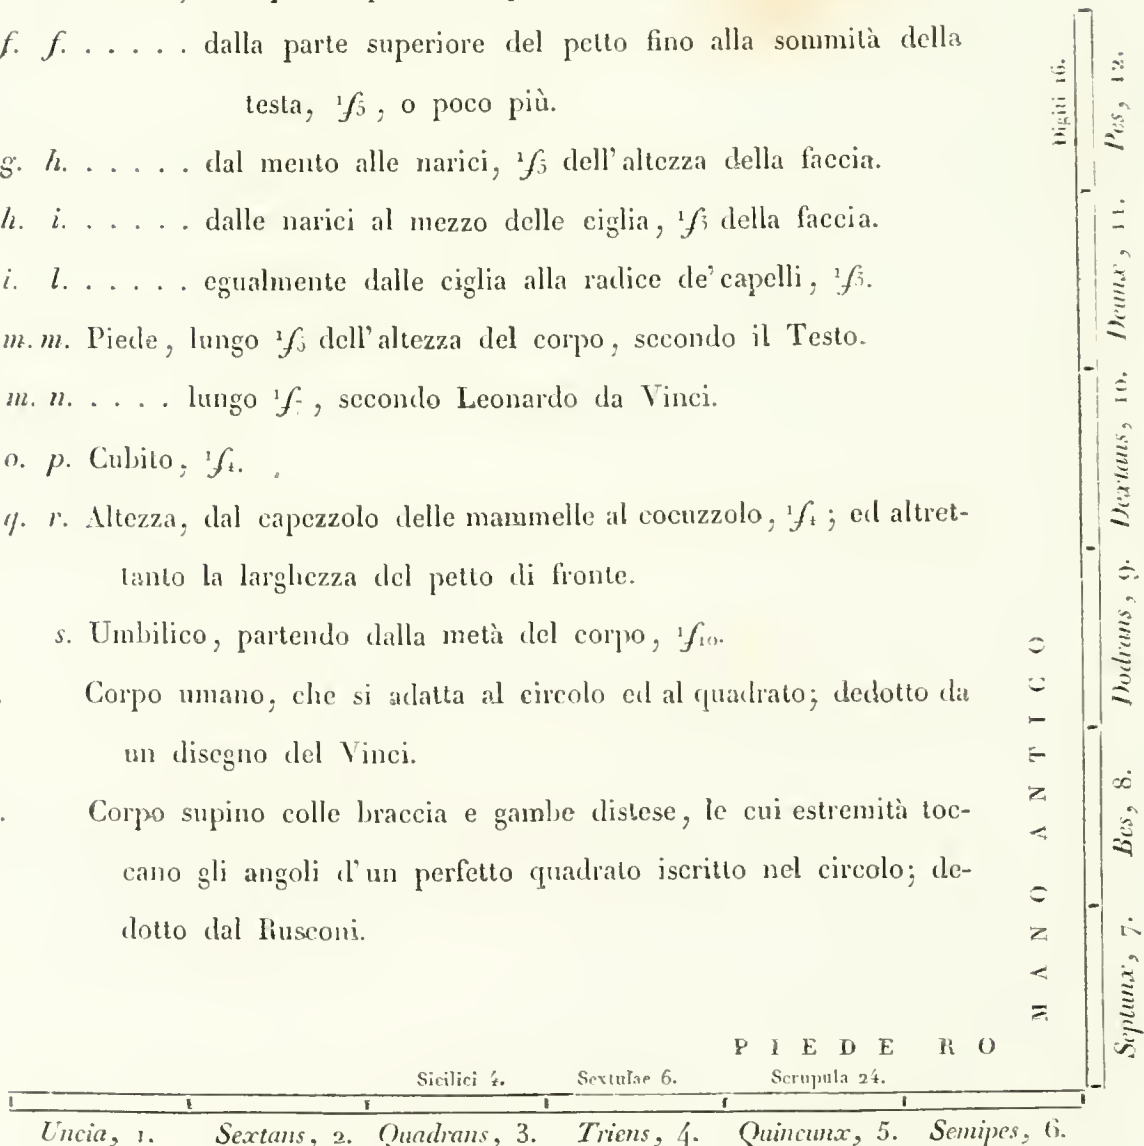 f. f. . . . . . dalla parte superiore del petto fino alla sommità della
testa, o poco più.
g. h. . . . . . dal mento alle narici, 1/3 dell'altezza della faccia.
h. i. . . . . . dalle narici al mezzo delle ciglia, 1/3 della faccia.
i. l. . . . . . egualmente dalle ciglia alla radice de' capelli, 1/3.
m. m. Piede, lungo dell'altezza del corpo, secondo il Testo.
m. n. . . . . lungo 1/7, secondo Leonardo da Vinci.
o. p. Cubito, 1/4.
q. r. Altezza, dal capezzolo delle mammelle al cocuzzolo, 1/4; ed altret-
tanto la larghezza del petto di fronte.
s. Umbilico, partendo dalla metà del corpo, 1/10.
Corpo umano, che si adatta al circolo ed al quadrato; dedotto da
un disegno del Vinci.
Corpo supino colle braccia e gambe distese, le cui estremità toc-
cano gli angoli d'un perfetto quadrato iscritto nel circolo; de-
dotto dal Rusconi.
PIEDE RO
MANO ANTICO
Sicilici 4. Sextulae 6. Scrupula 24.
Digiti 16.
Uncia, 1. Sextans, 2. Quadrans, 3. Triens, 4. Quincunx, 5. Semipes, 6.
Septunx, 7. Bes, 8. Dodrans, 9. Dextans, 10. Deunx, 11. Pes, 12.